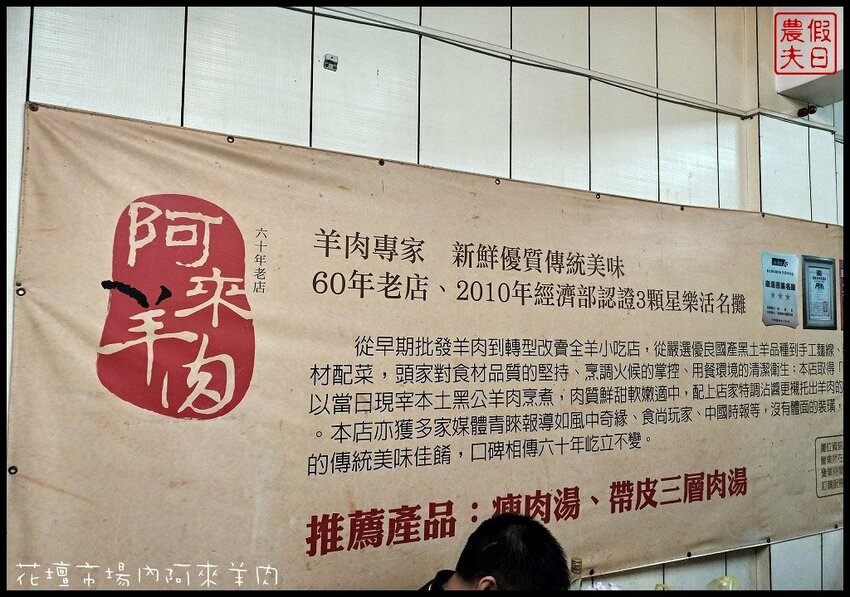 假日
農夫
阿來
羊肉
六十年老店
羊肉專家　新鮮優質傳統美味
60年老店、2010年經濟部認證3顆星樂活名攤
從早期批發羊肉到轉型改賣全羊小吃店，從嚴選優良國產黑土羊品種到手工麵線、
材配菜，頭家對食材品質的堅持、烹調火候的掌控、用餐環境的清潔衛生；本店取得「
以當日現宰本土黑公羊肉烹煮，肉質鮮甜軟嫩適中，配上店家特調沾醬更襯托出羊肉的
。本店亦獲多家媒體青睞報導如風中奇緣、食尚玩家、中國時報等，沒有體面的裝璜，
的傳統美味佳餚，口碑相傳六十年屹立不變。
推薦產品：瘦肉湯、帶皮三層肉湯
樂活市集名攤
花壇市場內阿來羊肉